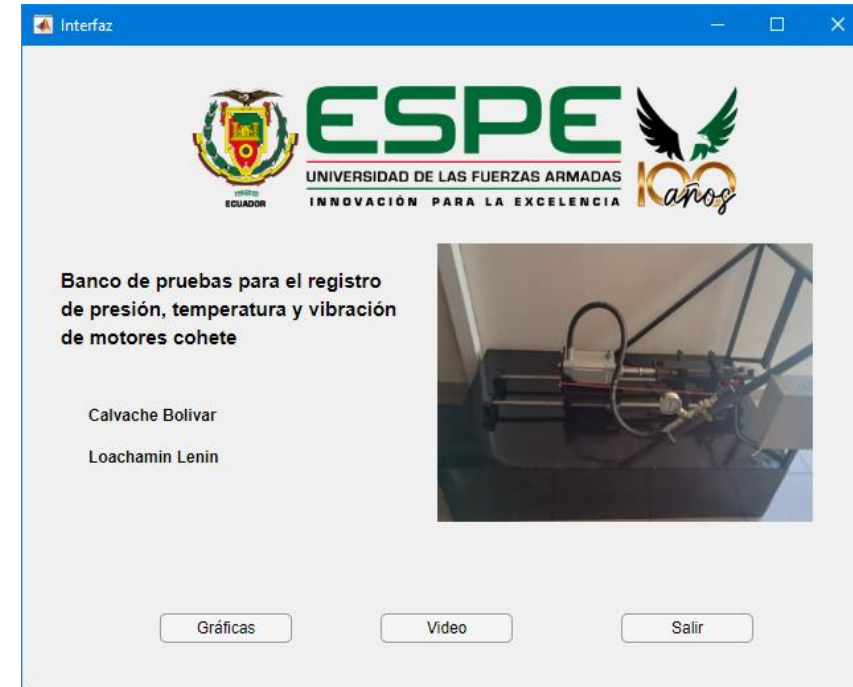 Interfaz
ESPE
UNIVERSIDAD DE LAS FUERZAS ARMADAS
INNOVACIÓN PARA LA EXCELENCIA
1922
ECUADOR
100
años
Banco de pruebas para el registro
de presión, temperatura y vibración
de motores cohete
Calvache Bolivar
Loachamin Lenin
Gráficas
Video
Salir